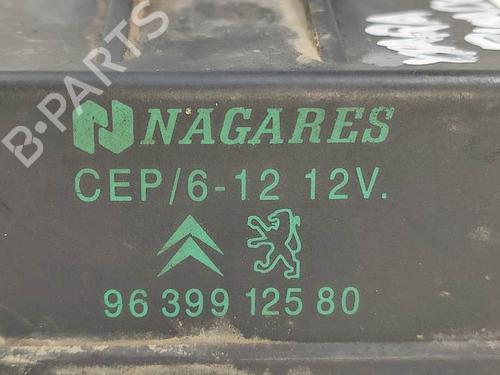 B-PARTS
NAGARES
CEP/6-12 12V.
96 399 125 80